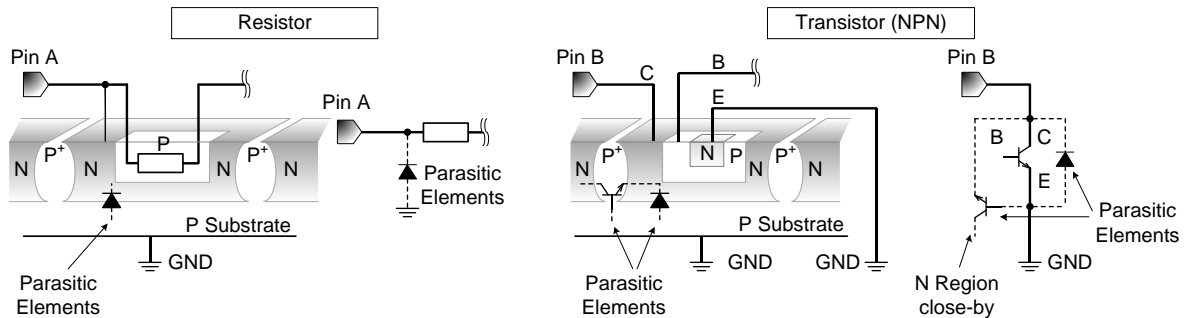 Resistor
Transistor (NPN)
Pin A
Pin A
N
P+
N
P
P+
N
N
Parasitic
Elements
P Substrate
GND
Parasitic
Elements
Pin B
C
B
E
N
P+
N
N
P
P+
N
N
P Substrate
GND
GND
Parasitic
Elements
Pin B
B
C
E
Parasitic
Elements
GND
N Region
close-by